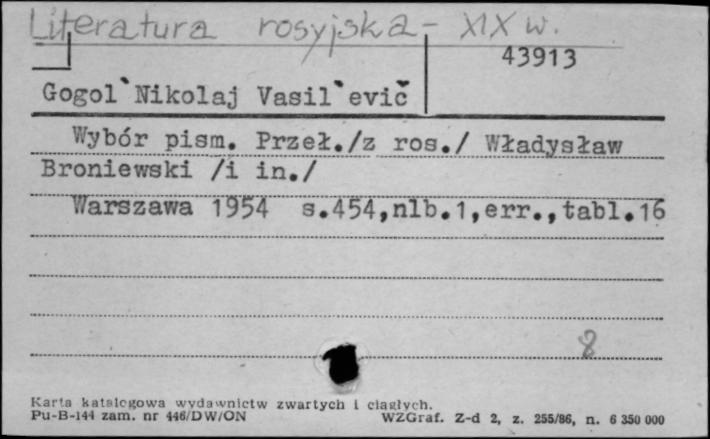 Literatura rosyjska - XIX w.
43913
Gogol`Nikolaj Vasil`evič
Wybór pism. Przeł./z ros./ Władysław
Broniewski /i in./
Warszawa 1954 s.454,nlb.1,err.,tabl.16
8
Karta katalogowa wydawnictw zwartych i ciągłych.
Pu-B-144 zam. nr 446/DW/ON WZGraf. Z-d 2, z. 255/86, n. 6 350 000